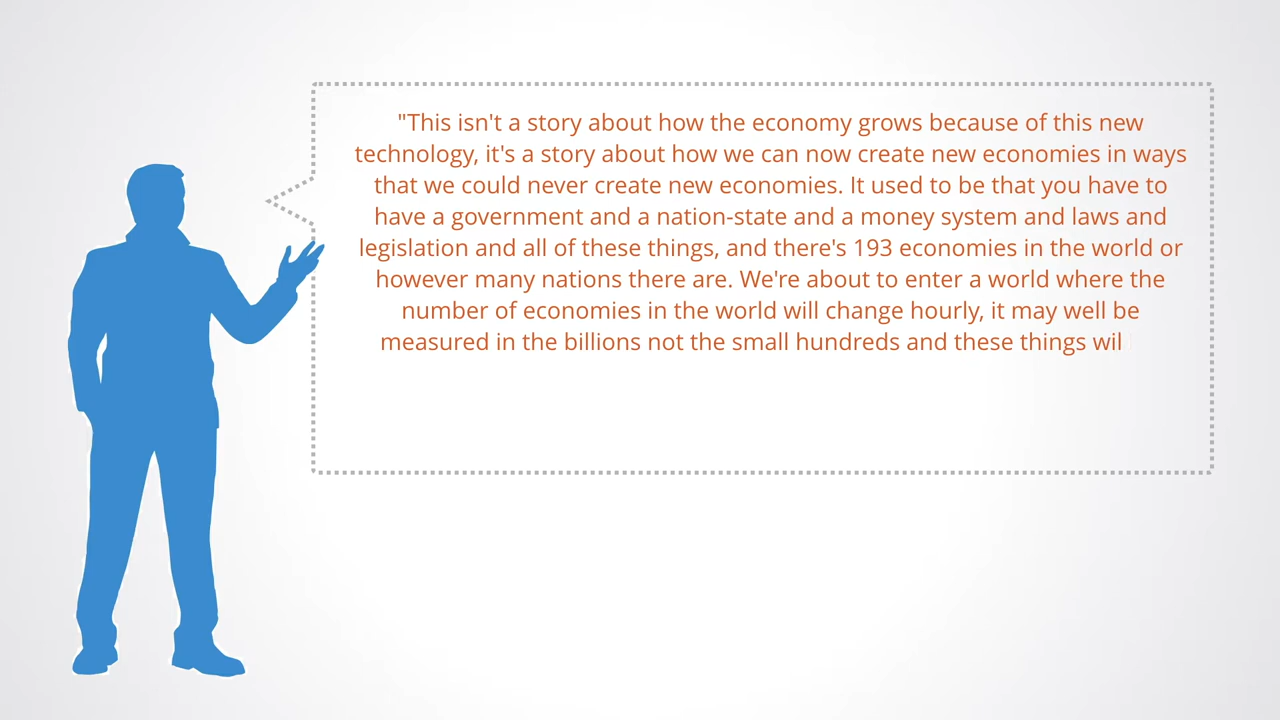 "This isn't a story about how the economy grows because of this new
technology, it's a story about how we can now create new economies in ways
that we could never create new economies. It used to be that you have to
have a government and a nation-state and a money system and laws and
legislation and all of these things, and there's 193 economies in the world or
however many nations there are. We're about to enter a world where the
number of economies in the world will change hourly, it may well be
measured in the billions not the small hundreds and these things wil